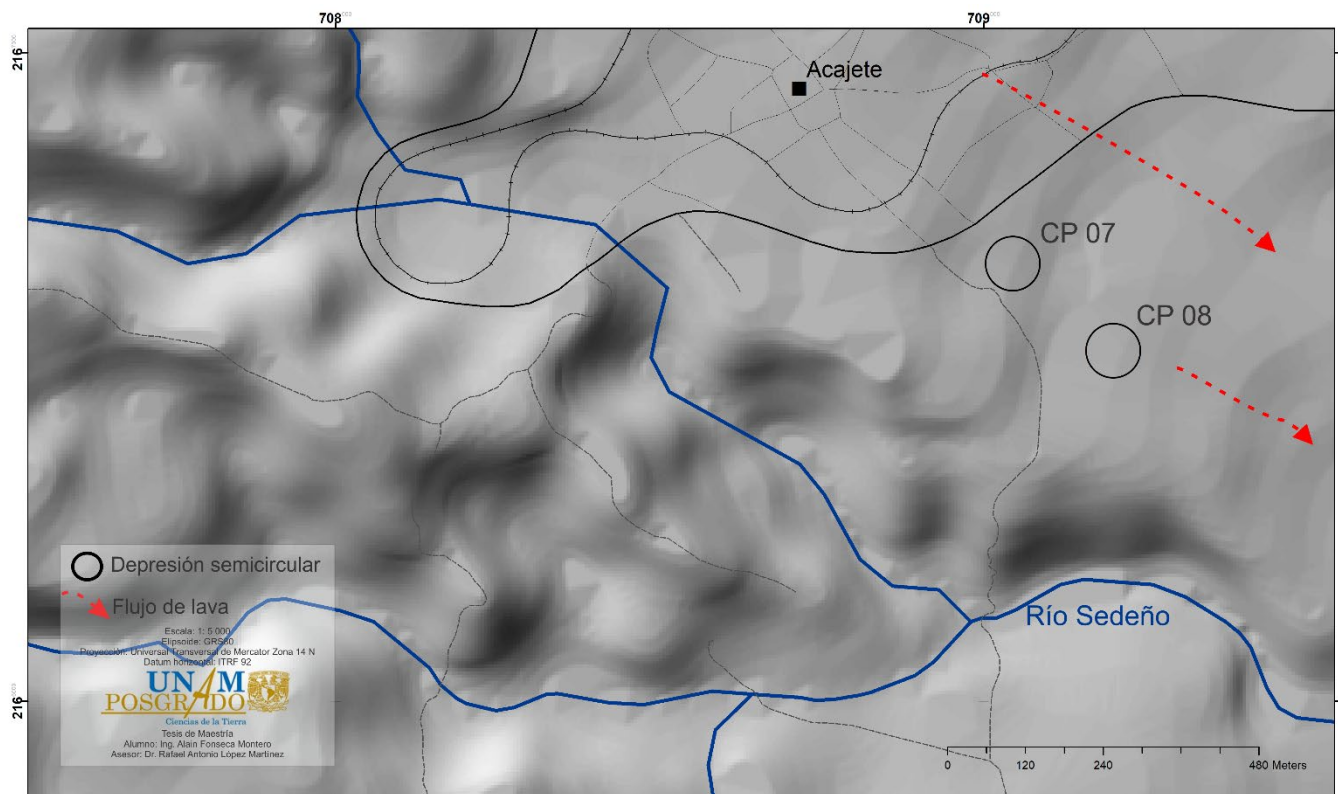 708
709
216
Acajete
CP 07
CP 08
Depresión semicircular
Flujo de lava
Río Sedeño
216
Escala: 1: 5 000
Elipsoide: GRS80
Proyección: Universal Transversal de Mercator Zona 14 N
Datum horizontal: ITRF 92
UNAM
POSGRADO
Ciencias de la Tierra
Tesis de Maestría
Alumno: Ing. Alain Fonseca Montero
Asesor: Dr. Rafael Antonio López Martínez
0 120 240 480 Meters